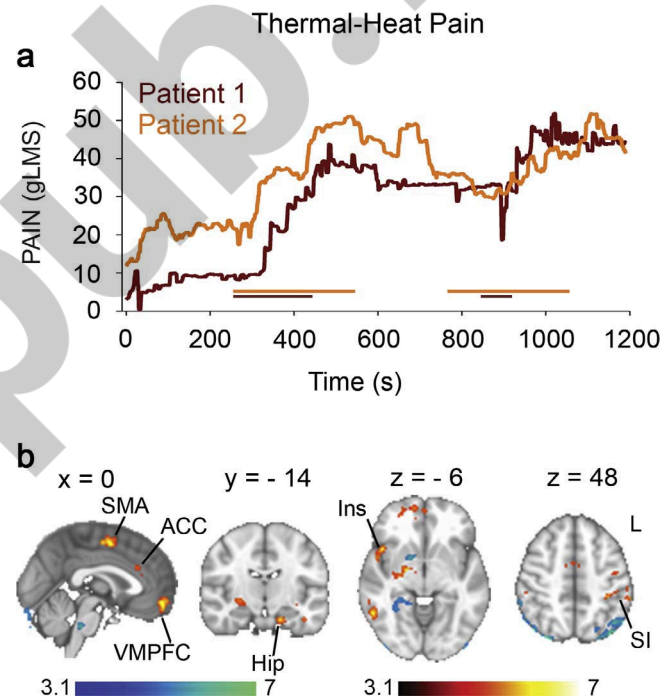 Thermal-Heat Pain
a
60
50
40
30
20
10
0
PAIN (gLMS)
Patient 1
Patient 2
0 200 400 600 800 1000 1200
Time (s)
b
x = 0 y = - 14 z = - 6 z = 48
SMA
ACC
VMPFC
Hip
Ins
L
SI
3.1 7 3.1 7
pub.